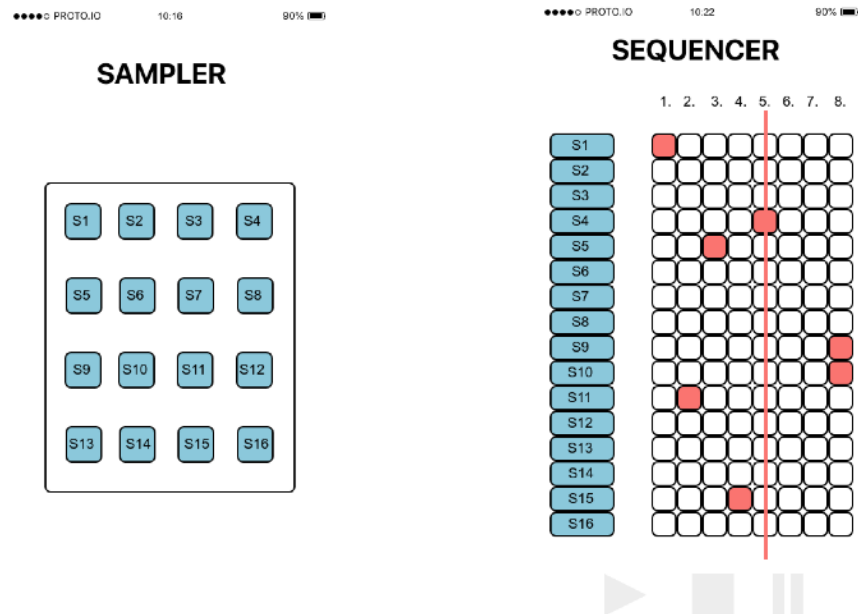 ●●●●○ PROTO.IO 10:16 90%
SAMPLER
S1 S2 S3 S4
S5 S6 S7 S8
S9 S10 S11 S12
S13 S14 S15 S16
●●●●○ PROTO.IO 10:22 90%
SEQUENCER
1. 2. 3. 4. 5. 6. 7. 8.
S1
S2
S3
S4
S5
S6
S7
S8
S9
S10
S11
S12
S13
S14
S15
S16